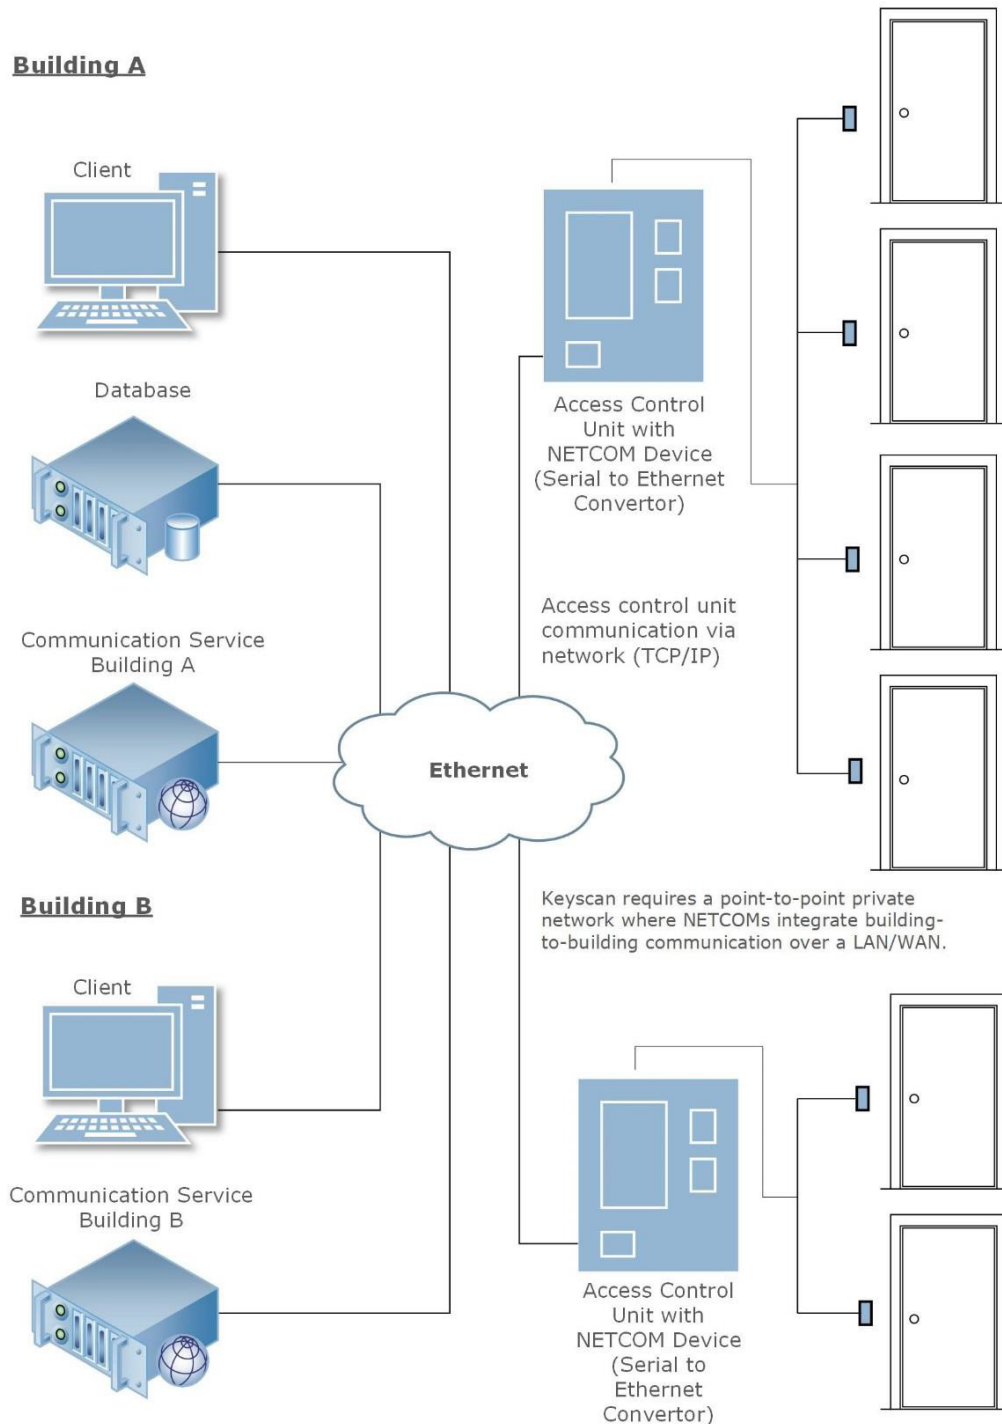 Building A
Client
Database
Communication Service
Building A
Access Control
Unit with
NETCOM Device
(Serial to Ethernet
Convertor)
Access control unit
communication via
network (TCP/IP)
Ethernet
Keyscan requires a point-to-point private
network where NETCOMs integrate building-
to-building communication over a LAN/WAN.
Building B
Client
Communication Service
Building B
Access Control
Unit with
NETCOM Device
(Serial to
Ethernet
Convertor)